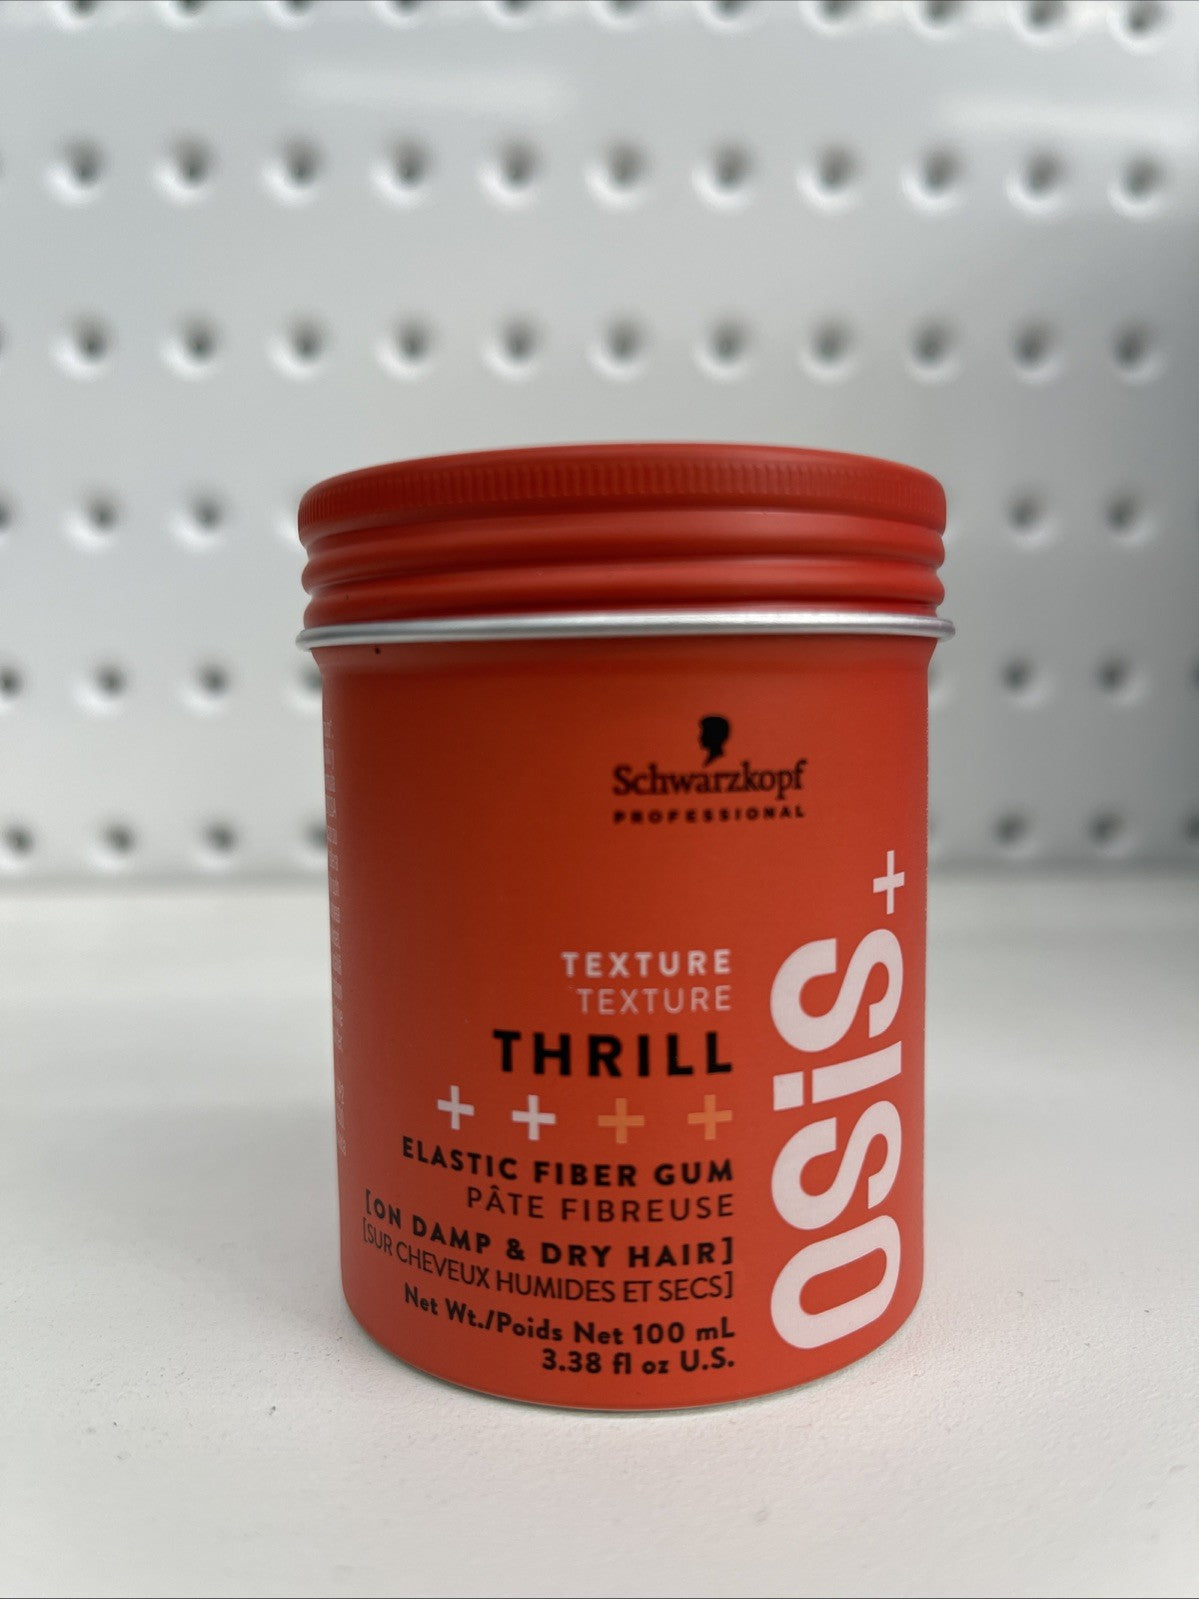 Schwarzkopf
PROFESSIONAL
TEXTURE
TEXTURE
THRILL
+ + + +
ELASTIC FIBER GUM
PÂTE FIBREUSE
[ON DAMP & DRY HAIR]
[SUR CHEVEUX HUMIDES ET SECS]
Net Wt./Poids Net 100 mL
3.38 fl oz U.S.
OSiS+